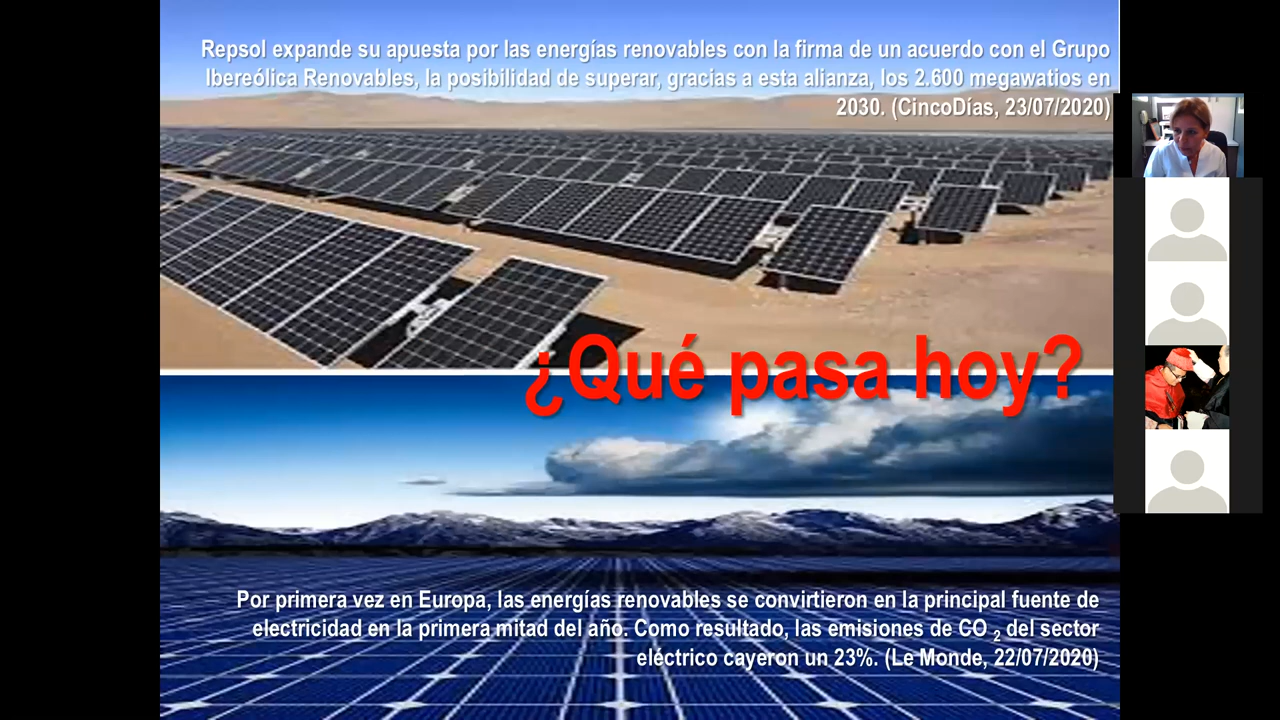 Repsol expande su apuesta por las energías renovables con la firma de un acuerdo con el Grupo
Ibereólica Renovables, la posibilidad de superar, gracias a esta alianza, los 2.600 megawatios en
2030. (CincoDías, 23/07/2020)
¿Qué pasa hoy?
Por primera vez en Europa, las energías renovables se convirtieron en la principal fuente de
electricidad en la primera mitad del año. Como resultado, las emisiones de CO 2 del sector
eléctrico cayeron un 23%. (Le Monde, 22/07/2020)